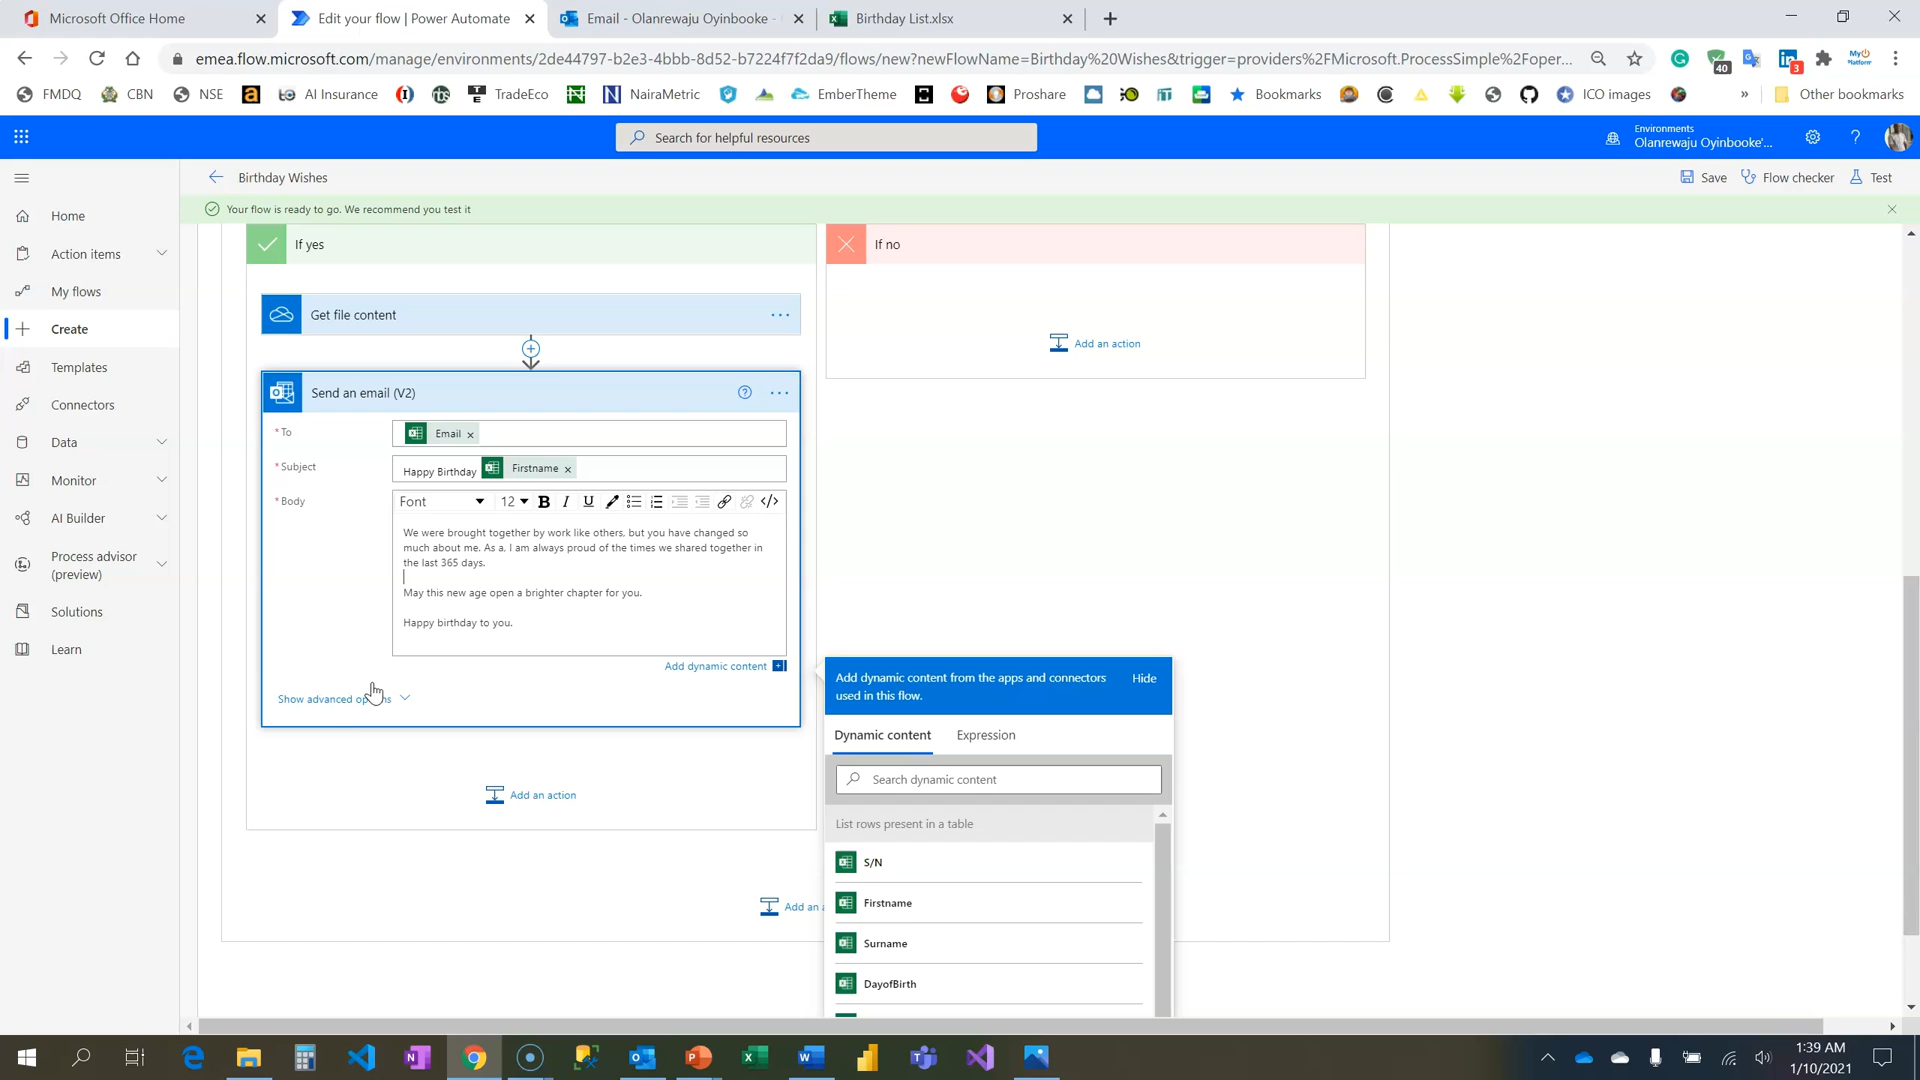 Microsoft Office Home
Edit your flow | Power Automate
Email - Olanrewaju Oyinbooke -
Birthday List.xlsx
emea.flow.microsoft.com/manage/environments/2de44797-b2e3-4bbb-8d52-b7224f7f2da9/flows/new?newFlowName=Birthday%20Wishes&trigger=providers%2FMicrosoft.ProcessSimple%2Foper...
40
3
My
Platform
FMDQ
CBN
NSE
AI Insurance
TradeEco
NairaMetric
EmberTheme
Proshare
Bookmarks
ICO images
»
Other bookmarks
Search for helpful resources
Environments
Olanrewaju Oyinbooke'...
Birthday Wishes
Save
Flow checker
Test
Your flow is ready to go. We recommend you test it
Home
Action items
My flows
Create
Templates
Connectors
Data
Monitor
AI Builder
Process advisor
(preview)
Solutions
Learn
If yes
If no
Get file content
Add an action
Send an email (V2)
* To
Email ×
* Subject
Happy Birthday Firstname ×
* Body
Font 12 B I U </>
We were brought together by work like others, but you have changed so
much about me. As a, I am always proud of the times we shared together in
the last 365 days.
May this new age open a brighter chapter for you.
Happy birthday to you.
Add dynamic content
Show advanced op
Add an action
Add an a
Add dynamic content from the apps and connectors
used in this flow.
Hide
Dynamic content
Expression
Search dynamic content
List rows present in a table
S/N
Firstname
Surname
DayofBirth
1:39 AM
1/10/2021